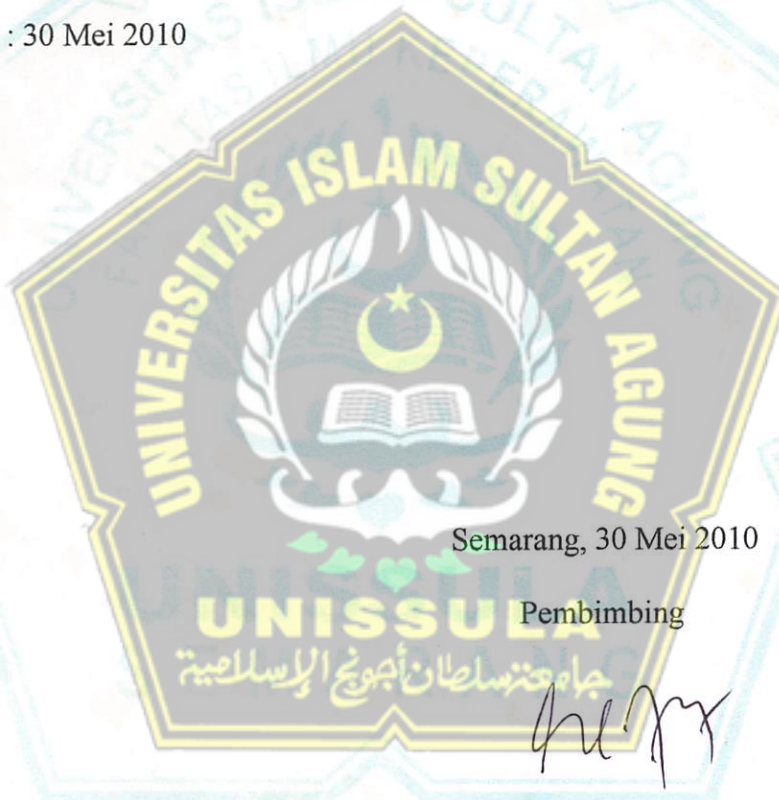 : 30 Mei 2010
UNIVERSITAS ISLAM SULTAN AGUNG
Semarang, 30 Mei 2010
Pembimbing
UNISSULA
جامعة سلطان أجونج الإسلامية